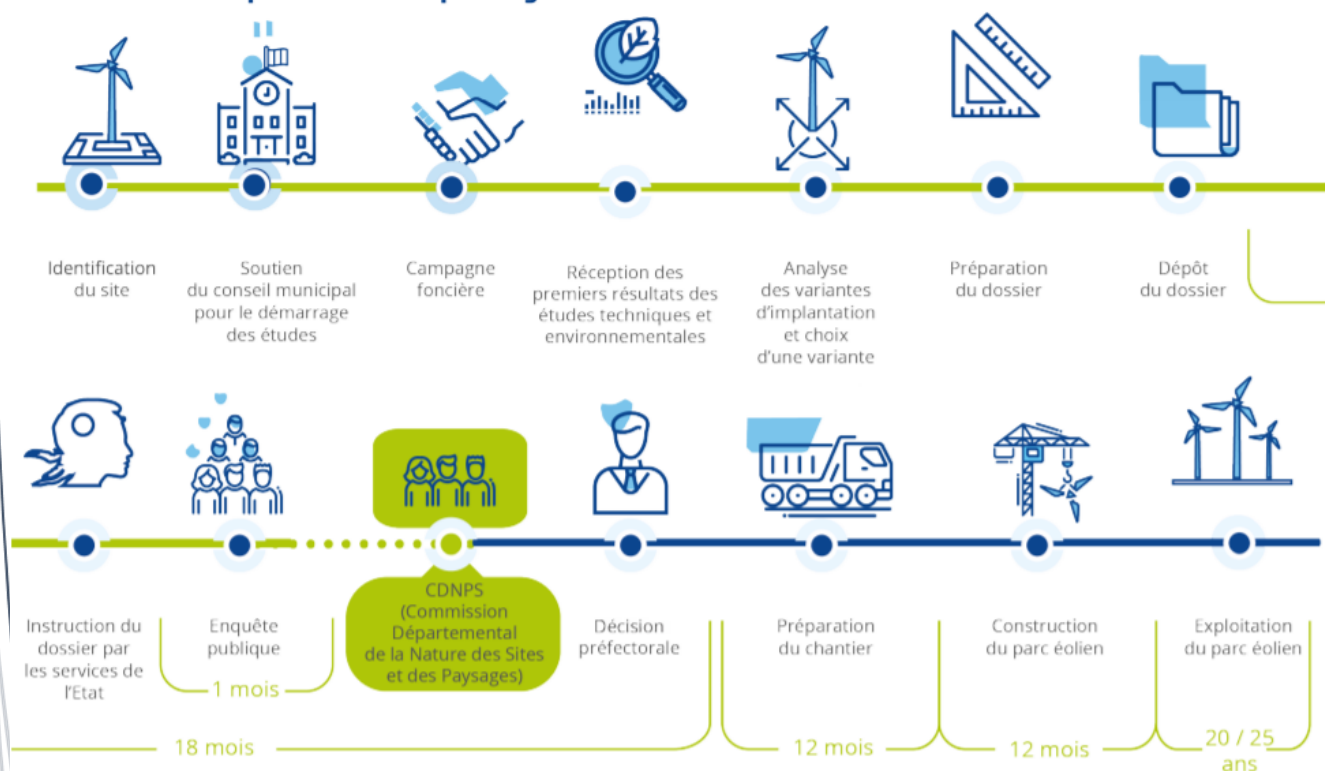 Identification
du site
Soutien
du conseil municipal
pour le démarrage
des études
Campagne
foncière
Réception des
premiers résultats des
études techniques et
environnementales
Analyse
des variantes
d'implantation
et choix
d'une variante
Préparation
du dossier
Dépôt
du dossier
Instruction du
dossier par
les services de
l'Etat
Enquête
publique
1 mois
CDNPS
(Commission
Départemental
de la Nature des Sites
et des Paysages)
Décision
préfectorale
Préparation
du chantier
Construction
du parc éolien
Exploitation
du parc éolien
18 mois
12 mois
12 mois
20 / 25
ans